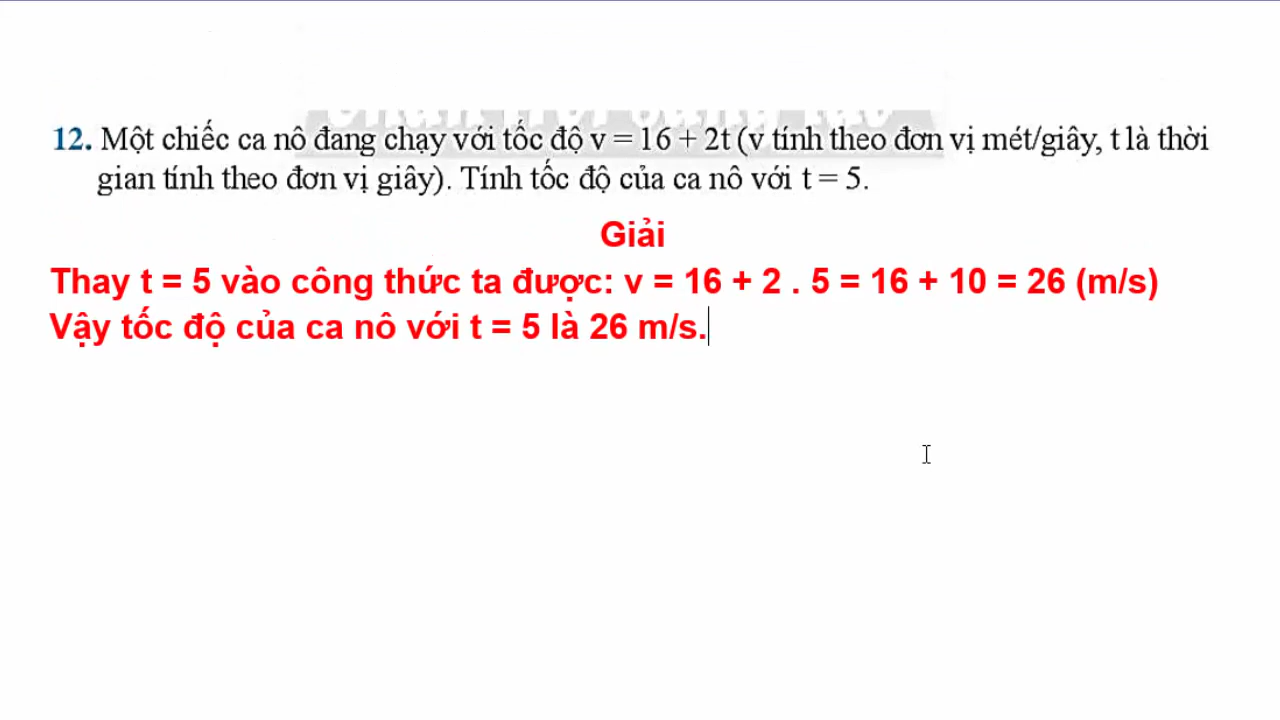 12. Một chiếc ca nô đang chạy với tốc độ v = 16 + 2t (v tính theo đơn vị mét/giây, t là thời
gian tính theo đơn vị giây). Tính tốc độ của ca nô với t = 5.
Giải
Thay t = 5 vào công thức ta được: v = 16 + 2 . 5 = 16 + 10 = 26 (m/s)
Vậy tốc độ của ca nô với t = 5 là 26 m/s.